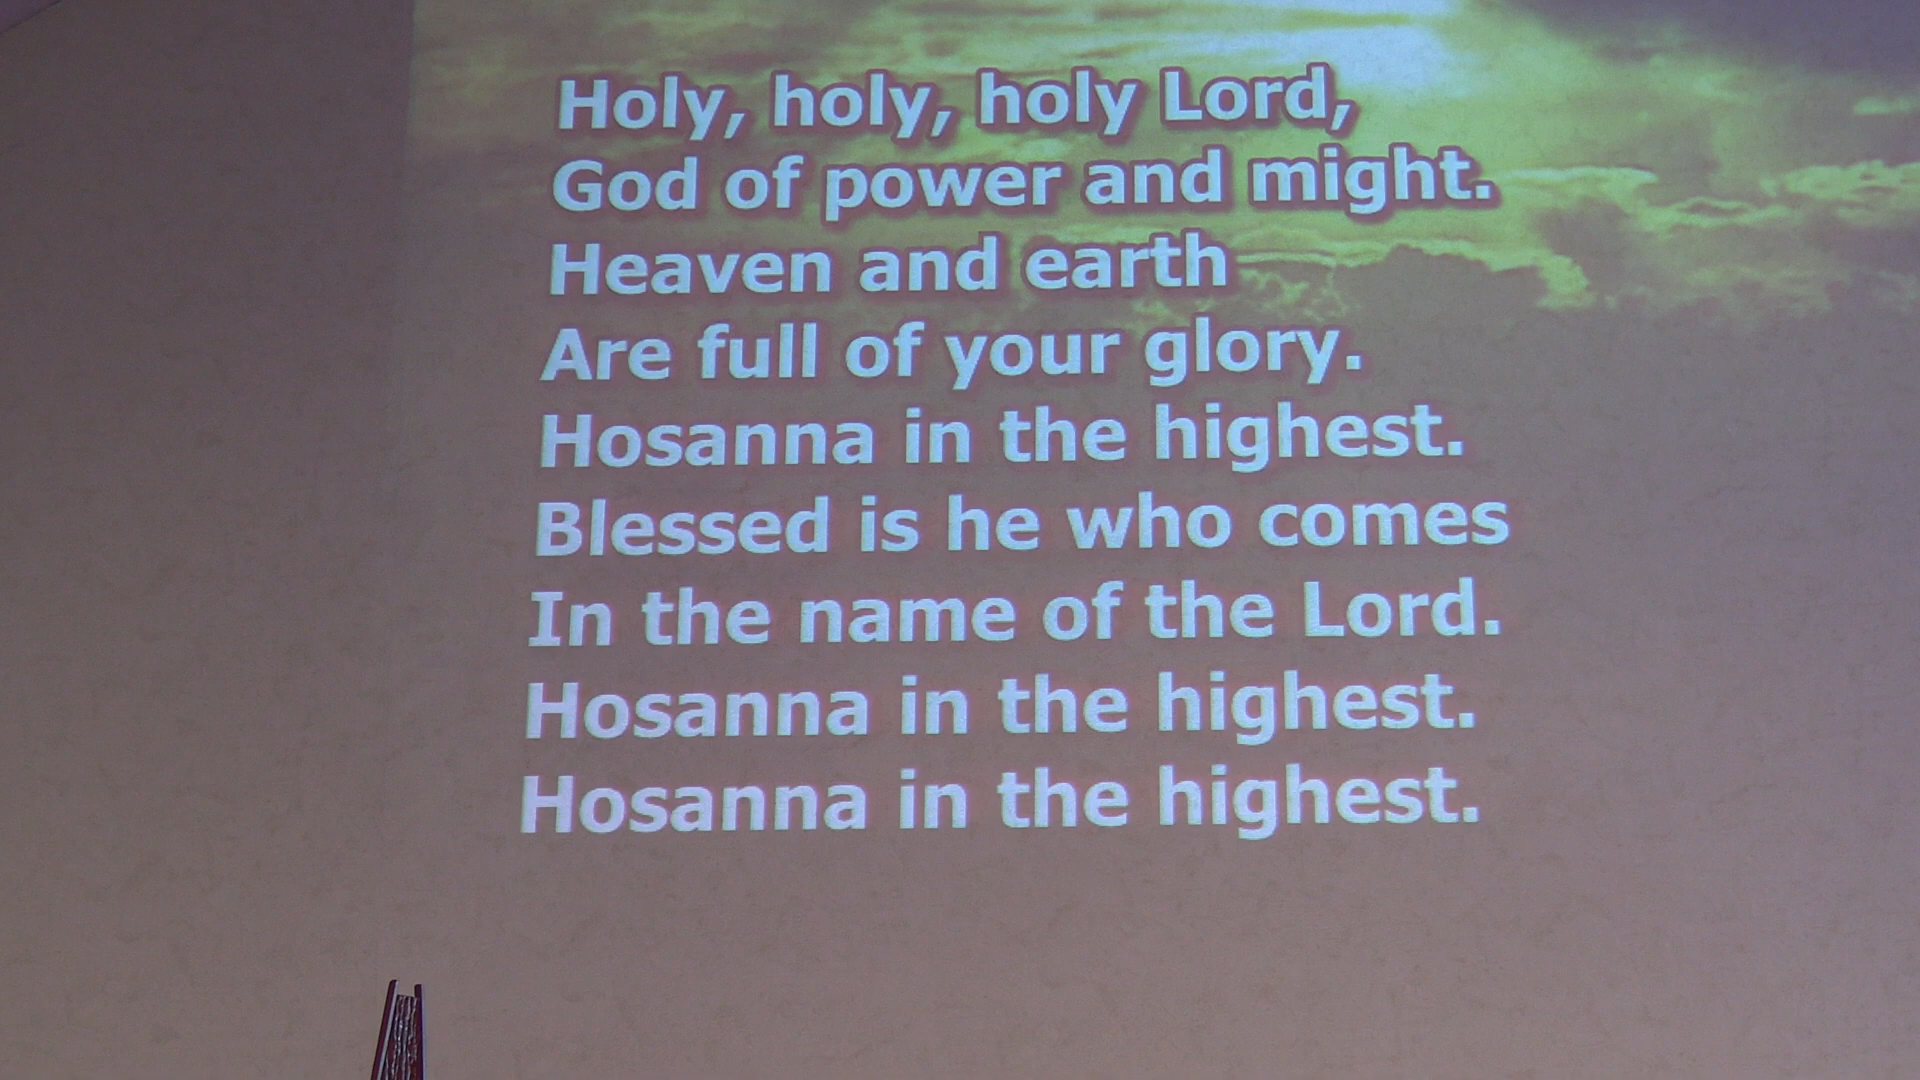 Holy, holy, holy Lord,
God of power and might.
Heaven and earth
Are full of your glory.
Hosanna in the highest.
Blessed is he who comes
In the name of the Lord.
Hosanna in the highest.
Hosanna in the highest.